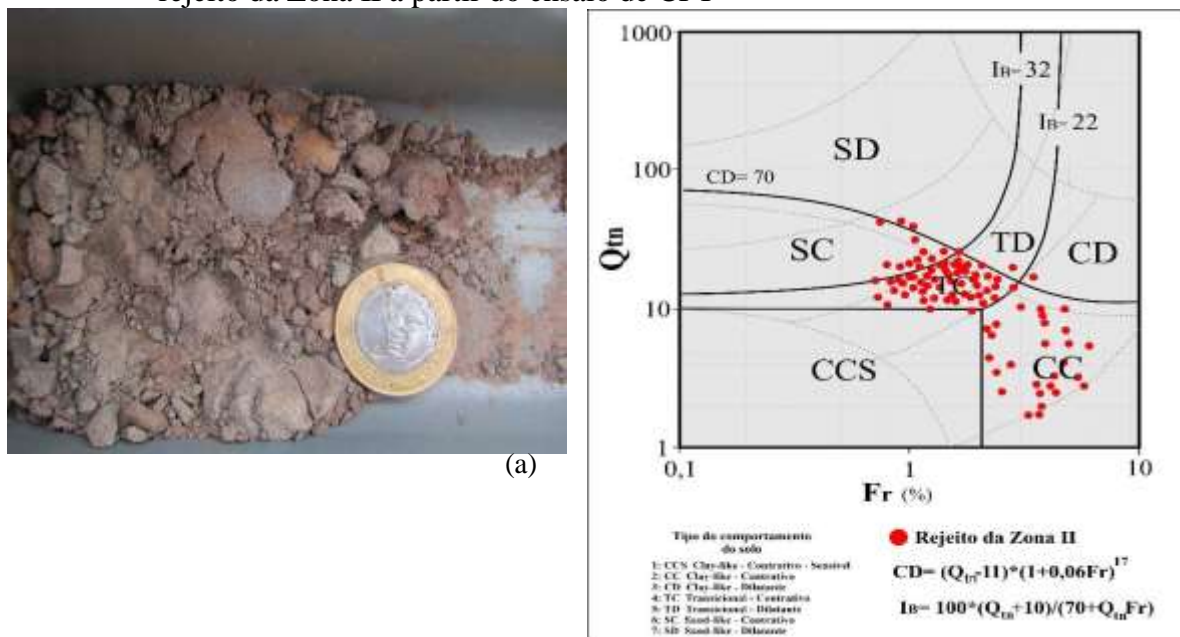 rejeito da Zona II a partir do ensaio de CPT
(a)
1000
100
10
1
Qtn
IB= 32
IB= 22
SD
CD= 70
SC
TD
CD
TC
CCS
CC
0,1
1
10
Fr (%)
Tipo do comportamento
do solo
1: CCS Clay-like - Contrativo - Sensível
2: CC Clay-like - Contrativo
3: CD Clay-like - Dilatante
4: TC Transicional - Contrativo
5: TD Transicional - Dilatante
6: SC Sand-like - Contrativo
7: SD Sand-like - Dilatante
Rejeito da Zona II
CD= (Qtn-11)*(1+0,06Fr)17
IB= 100*(Qtn+10)/(70+QtnFr)